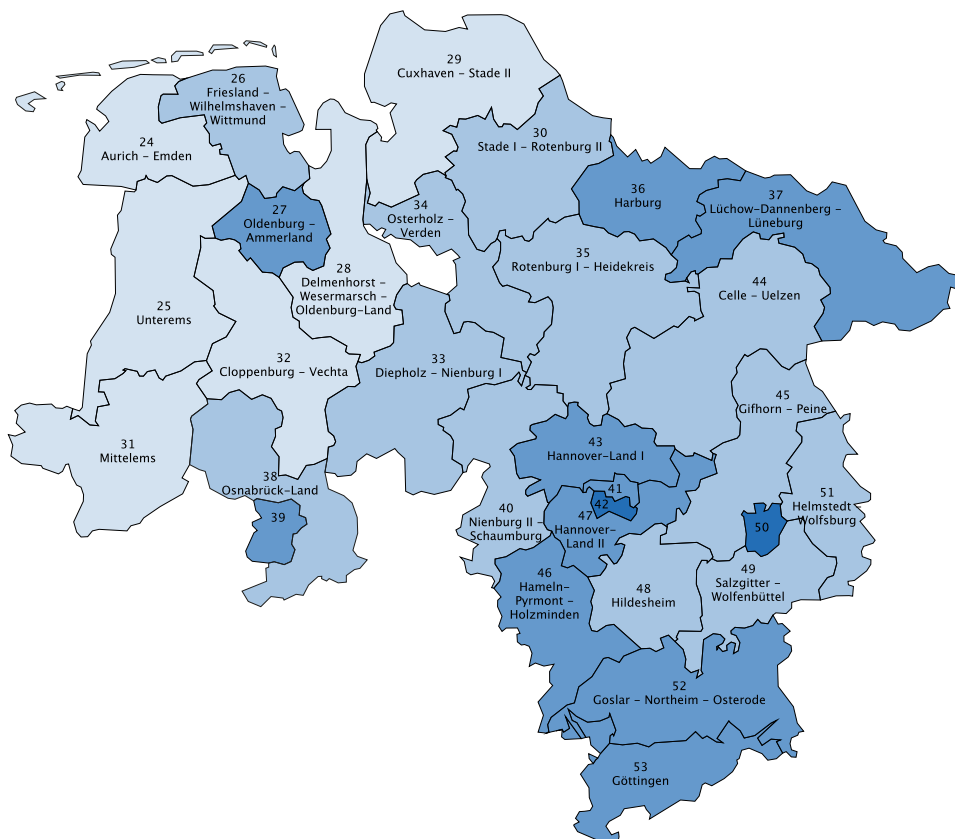 29
Cuxhaven – Stade II
26
Friesland –
Wilhelmshaven –
Wittmund
30
Stade I – Rotenburg II
24
Aurich – Emden
36
Harburg
37
Lüchow–Dannenberg –
Lüneburg
34
Osterholz –
Verden
27
Oldenburg –
Ammerland
35
Rotenburg I – Heidekreis
28
Delmenhorst –
Wesermarsch –
Oldenburg–Land
44
Celle – Uelzen
25
Unterems
32
Cloppenburg – Vechta
33
Diepholz – Nienburg I
45
Gifhorn – Peine
31
Mittelems
43
Hannover–Land I
38
Osnabrück–Land
41
42
51
Helmstedt –
Wolfsburg
39
40
Nienburg II –
Schaumburg
47
Hannover–
Land II
50
46
Hameln–
Pyrmont –
Holzminden
48
Hildesheim
49
Salzgitter –
Wolfenbüttel
52
Goslar – Northeim – Osterode
53
Göttingen